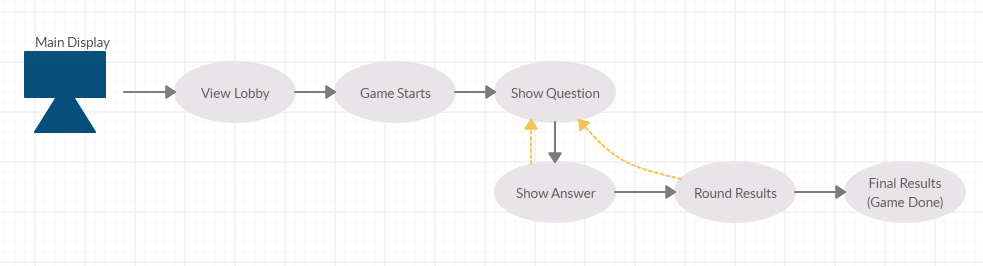 Main Display
View Lobby
Game Starts
Show Question
Show Answer
Round Results
Final Results
(Game Done)